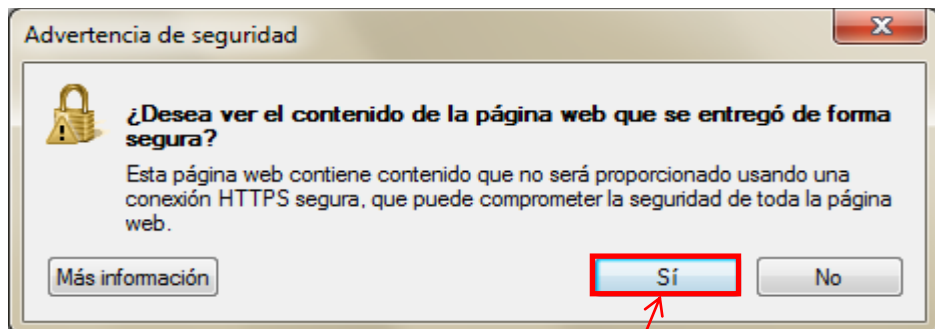 Advertencia de seguridad
¿Desea ver el contenido de la página web que se entregó de forma
segura?
Esta página web contiene contenido que no será proporcionado usando una
conexión HTTPS segura, que puede comprometer la seguridad de toda la página
web.
Más información Sí No